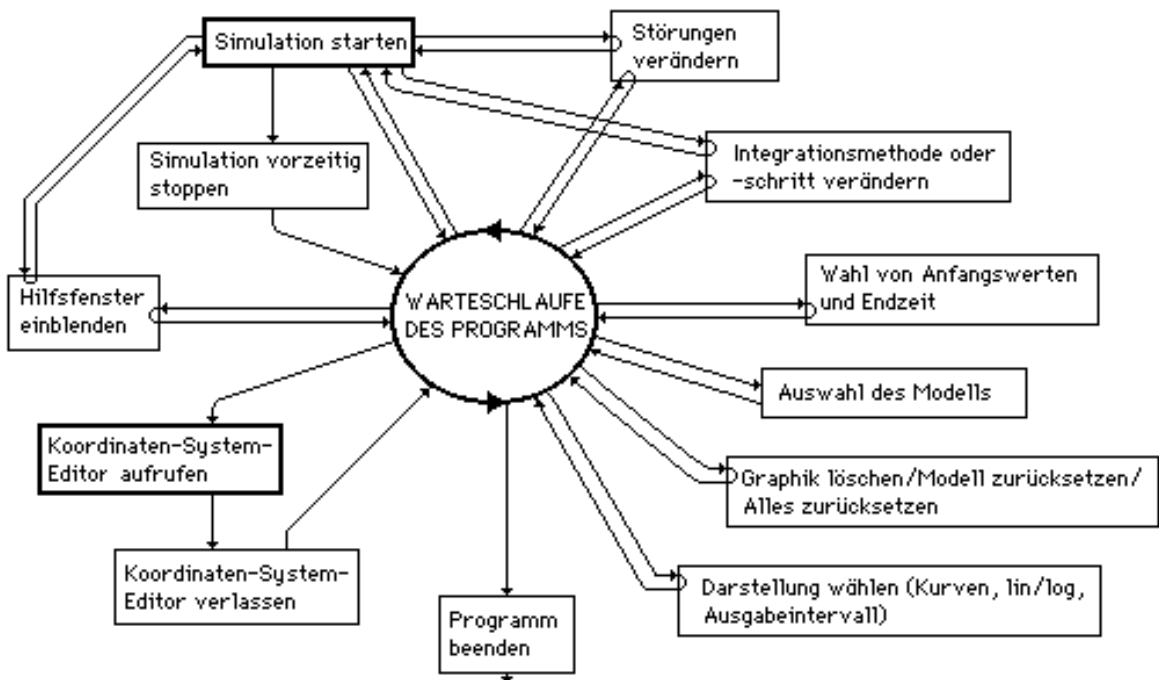 Simulation starten
Störungen
verändern
Simulation vorzeitig
stoppen
Integrationsmethode oder
-schritt verändern
Hilfsfenster
einblenden
WARTESCHLAUFE
DES PROGRAMMS
Wahl von Anfangswerten
und Endzeit
Auswahl des Modells
Koordinaten-System-
Editor aufrufen
Graphik löschen/Modell zurücksetzen/
Alles zurücksetzen
Koordinaten-System-
Editor verlassen
Darstellung wählen (Kurven, lin/log,
Ausgabeintervall)
Programm
beenden